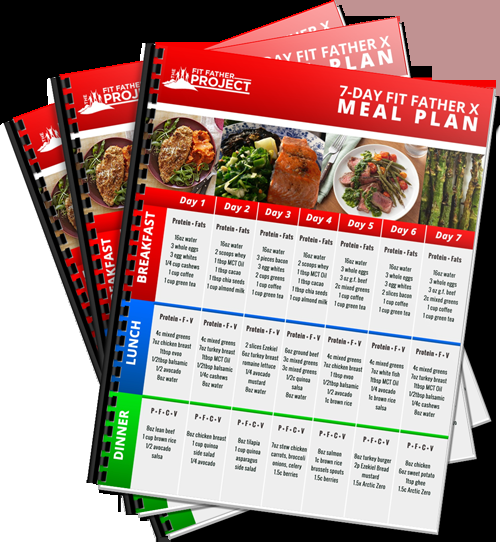 FIT FATHER
PROJECT
7-DAY FIT FATHER X
MEAL PLAN
BREAKFAST
Day 1
Protein + Fats
16oz water
3 whole eggs
3 egg whites
1/4 cup cashews
1 cup coffee
1 cup green tea
Day 2
Protein + Fats
16oz water
2 scoops whey
1 tbsp MCT Oil
1 tbsp cacao
1 tbsp chia seeds
1 cup almond milk
Day 3
Protein + Fats
16oz water
3 pieces bacon
3 egg whites
2 cups greens
1 cup coffee
1 cup green tea
Day 4
Protein + Fats
16oz water
2 scoops whey
1 tbsp MCT Oil
1 tbsp cacao
1 tbsp chia seeds
1 cup almond milk
Day 5
Protein + Fats
16oz water
3 whole eggs
3 oz g.f. beef
2c mixed greens
1 cup coffee
1 cup green tea
Day 6
Protein + Fats
16oz water
3 whole eggs
3 egg whites
2 slices bacon
1 cup coffee
1 cup green tea
Day 7
Protein + Fats
16oz water
3 whole eggs
3 oz g.f. beef
2c mixed greens
1 cup coffee
1 cup green tea
LUNCH
Protein + F + V
4c mixed greens
7oz chicken breast
1tbsp evoo
1/2tbsp balsamic
1/2 avocado
8oz water
Protein + F + V
4c mixed greens
7oz turkey breast
1tbsp MCT Oil
1/2tbsp balsamic
1/4c cashews
8oz water
Protein + F + V
2 slices Ezekiel
6oz turkey breast
romaine lettuce
1/4 avocado
mustard
8oz water
Protein + F + V
6oz ground beef
3c mixed greens
1/2c quinoa
salsa
8oz water
Protein + F + V
4c mixed greens
7oz chicken breast
1 tbsp evoo
1/2tbsp balsamic
1/2 avocado
1c brown rice
Protein + F + V
4c mixed greens
7oz white fish
1tbsp MCT Oil
1/2 avocado
1c brown rice
salsa
Protein + F + V
4c mixed greens
7oz turkey breast
1tbsp MCT Oil
1/2tbsp balsamic
1/4c cashews
8oz water
DINNER
P + F + C + V
8oz lean beef
1 cup brown rice
1/2 avocado
salsa
P + F + C + V
8oz chicken breast
1 cup quinoa
side salad
1/4 avocado
P + F + C + V
8oz tilapia
1 cup quinoa
asparagus
side salad
P + F + C + V
7oz stew chicken
carrots, broccoli
onions, celery
1.5c berries
P + F + C + V
8oz salmon
1c brown rice
brussels spouts
1.5c berries
P + F + C + V
8oz turkey burger
2p Ezekiel Bread
mustard
1.5x Arctic Zero
P + F + C + V
8oz chicken
6oz sweet potato
1tsp ghee
1.5x Arctic Zero